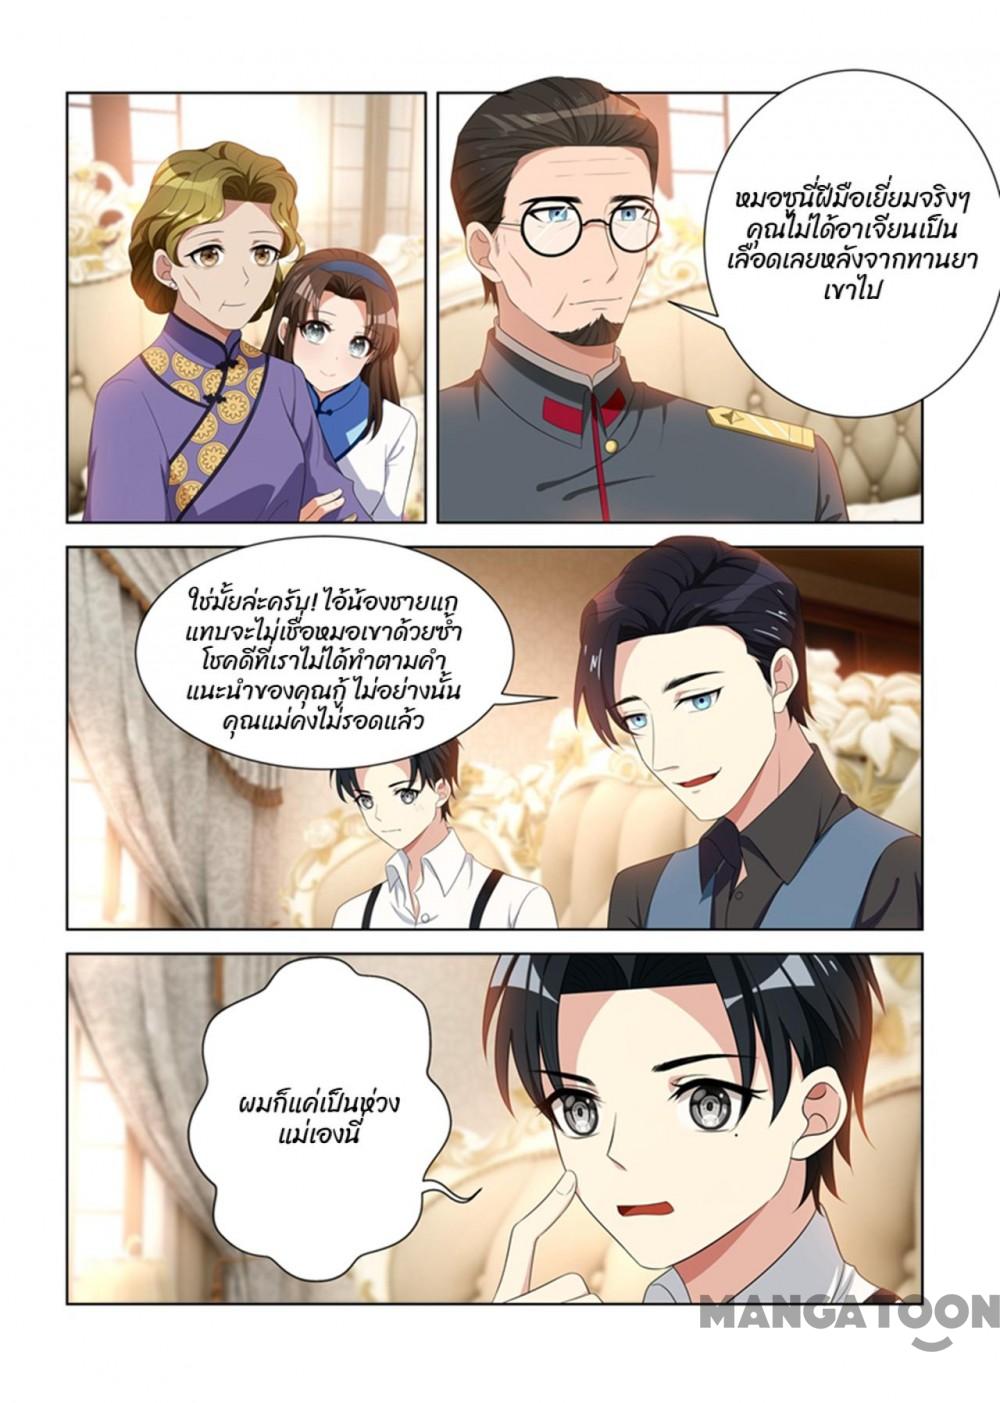 หมอซุนี่ฝีมือเยี่ยมจริงๆ
คุณไม่ได้อาเจียนเป็น
เลือดเลยหลังจากทานยา
เขาไป
ใช่มั้ยล่ะครับ! ไอ้น้องชายแก
แทบจะไม่เชื่อหมอเขาด้วยซ้ำ
โชคดีที่เราไม่ได้ทำตามคำ
แนะนำของคุณกู้ ไม่อย่างนั้น
คุณแม่คงไม่รอดแล้ว
ผมก็แค่เป็นห่วง
แม่เองนี่
MANGATOON